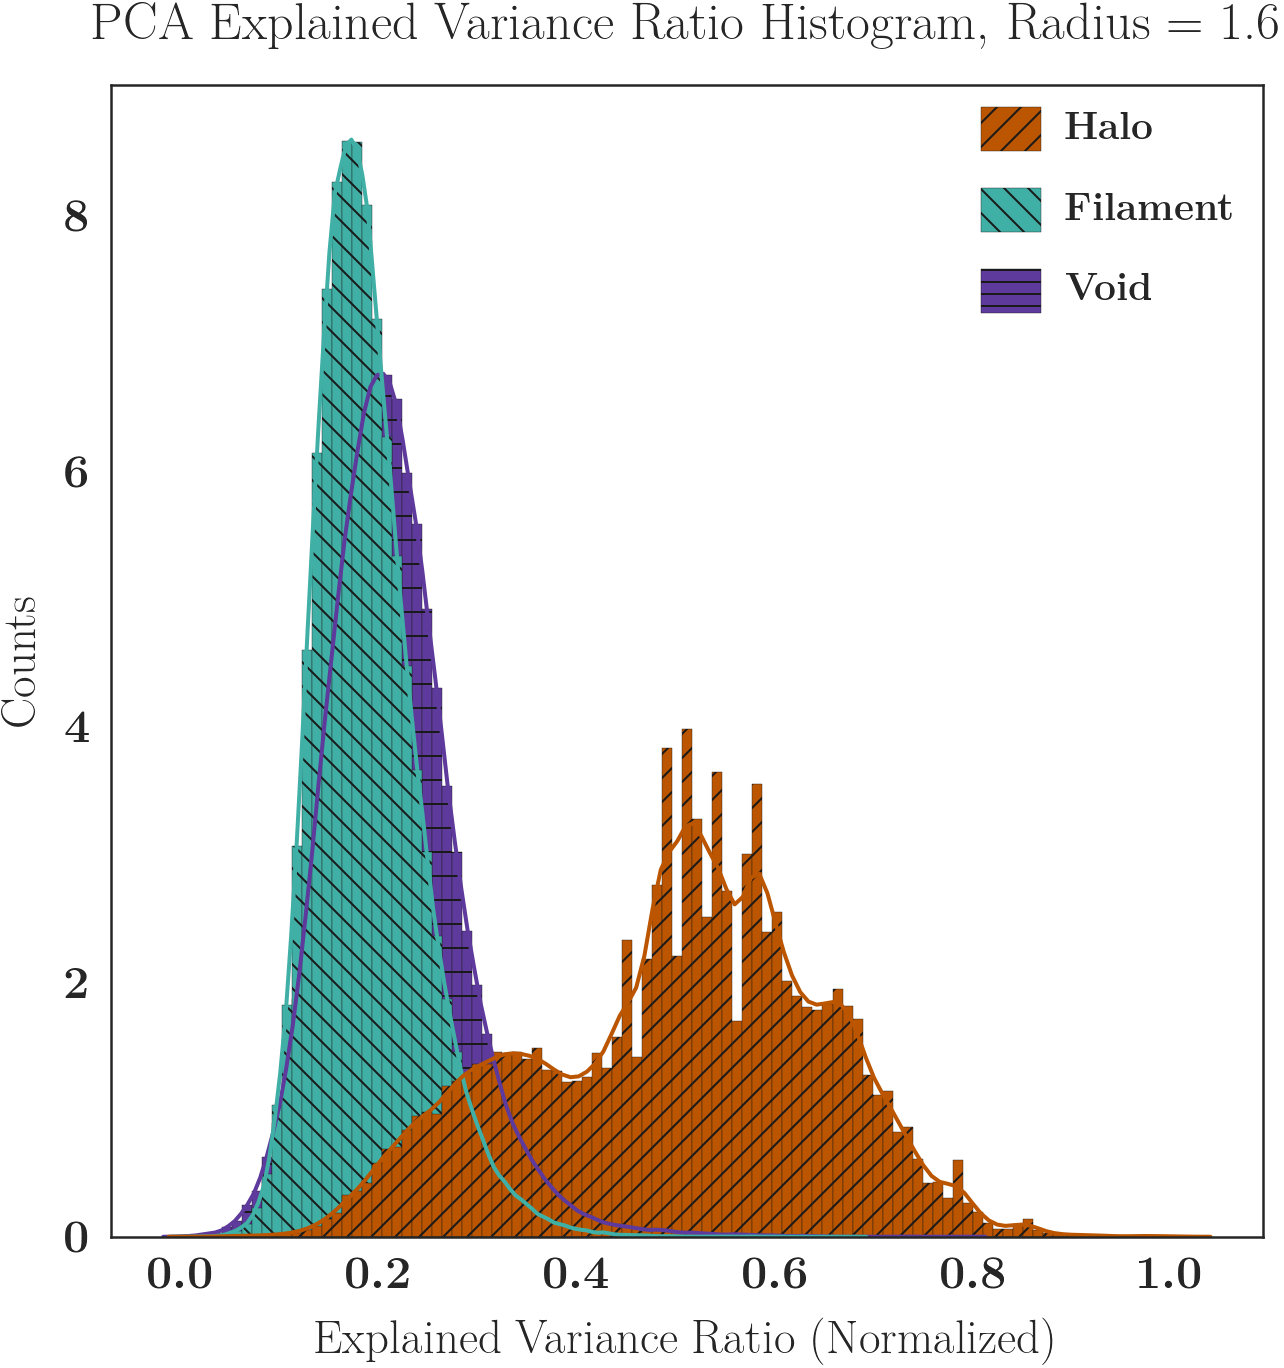 PCA Explained Variance Ratio Histogram, Radius = 1.6
Halo
Filament
Void
8
6
4
2
0
Counts
0.0 0.2 0.4 0.6 0.8 1.0
Explained Variance Ratio (Normalized)